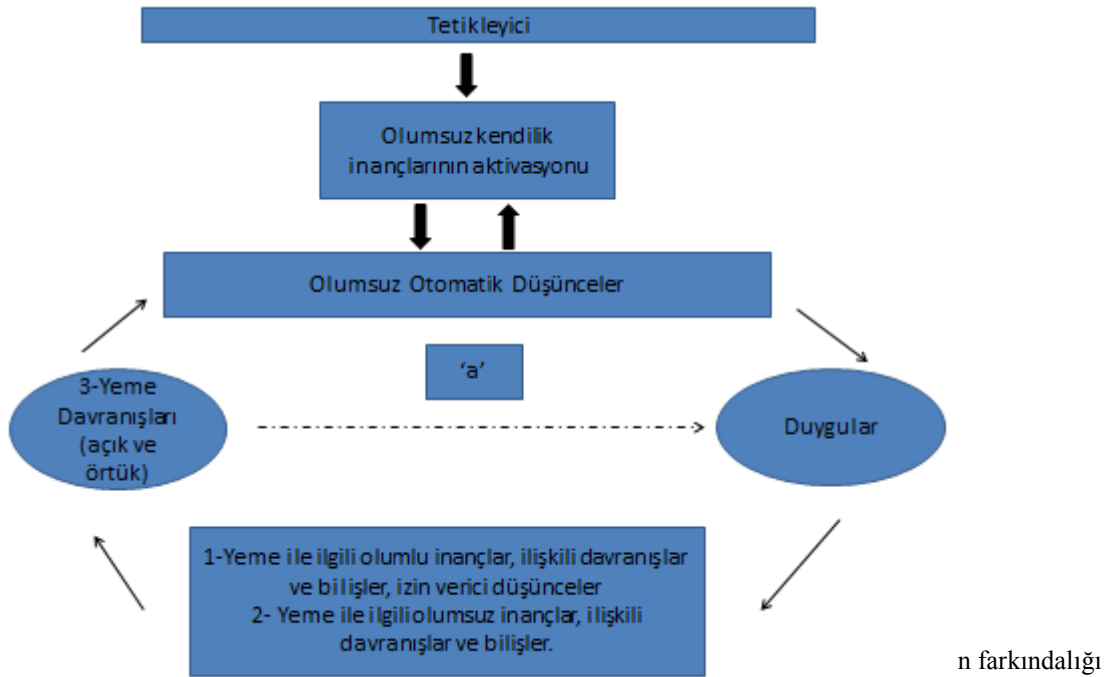 Tetikleyici
Olumsuz kendilik
inançlarının aktivasyonu
Olumsuz Otomatik Düşünceler
‘a’
3-Yeme
Davranışları
(açık ve
örtük)
Duygular
1-Yeme ile ilgili olumlu inançlar, ilişkili davranışlar
ve bilişler, izin verici düşünceler
2- Yeme ile ilgili olumsuz inançlar, ilişkili
davranışlar ve bilişler.
n farkındalığı